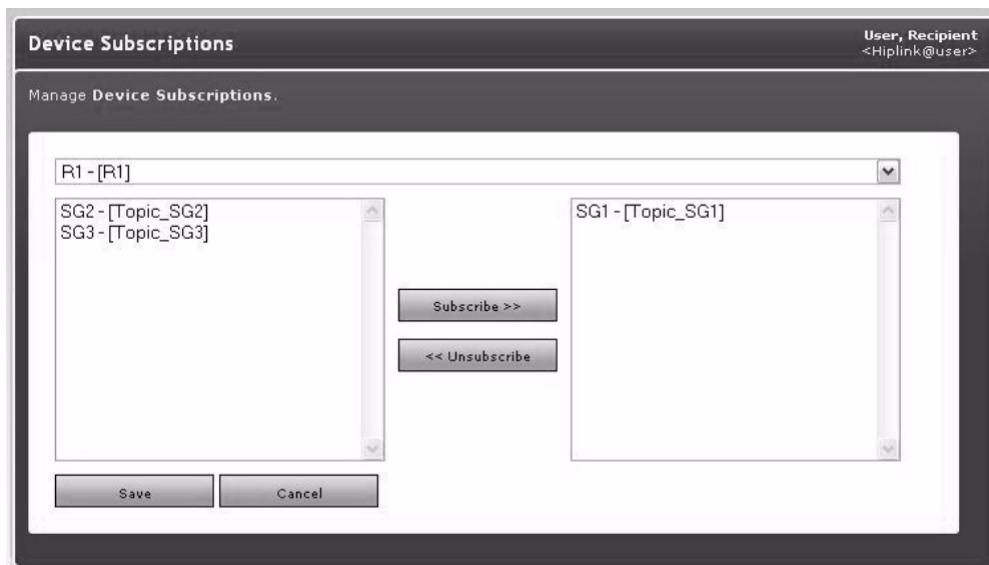 Device Subscriptions
User, Recipient
<Hiplink@user>
Manage Device Subscriptions.
R1 - [R1]
SG2 - [Topic_SG2]
SG3 - [Topic_SG3]
SG1 - [Topic_SG1]
Subscribe >>
<< Unsubscribe
Save
Cancel